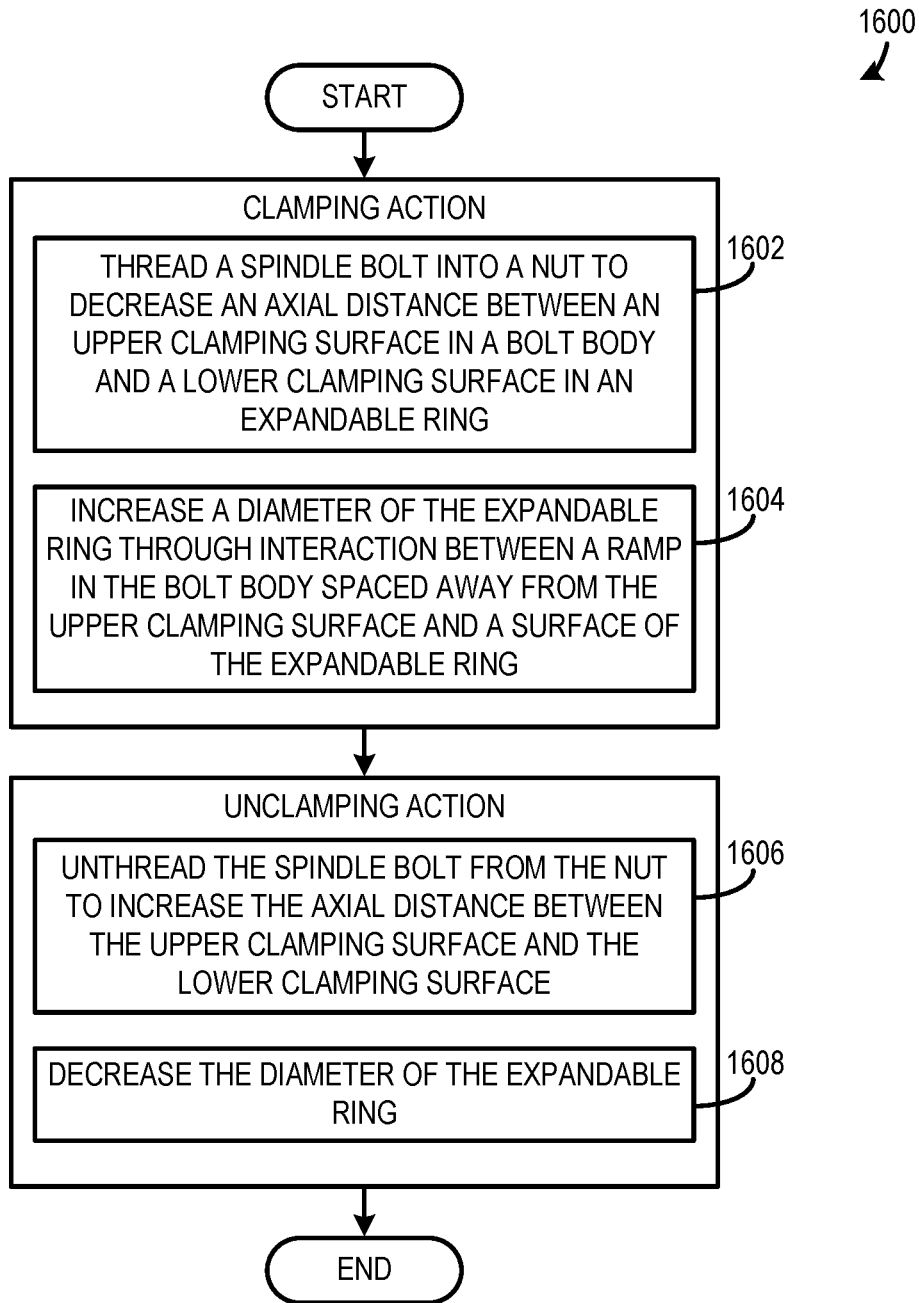 1600
START
CLAMPING ACTION
THREAD A SPINDLE BOLT INTO A NUT TO
DECREASE AN AXIAL DISTANCE BETWEEN AN
UPPER CLAMPING SURFACE IN A BOLT BODY
AND A LOWER CLAMPING SURFACE IN AN
EXPANDABLE RING
1602
INCREASE A DIAMETER OF THE EXPANDABLE
RING THROUGH INTERACTION BETWEEN A RAMP
IN THE BOLT BODY SPACED AWAY FROM THE
UPPER CLAMPING SURFACE AND A SURFACE OF
THE EXPANDABLE RING
1604
UNCLAMPING ACTION
UNTHREAD THE SPINDLE BOLT FROM THE NUT
TO INCREASE THE AXIAL DISTANCE BETWEEN
THE UPPER CLAMPING SURFACE AND THE
LOWER CLAMPING SURFACE
1606
DECREASE THE DIAMETER OF THE EXPANDABLE
RING
1608
END